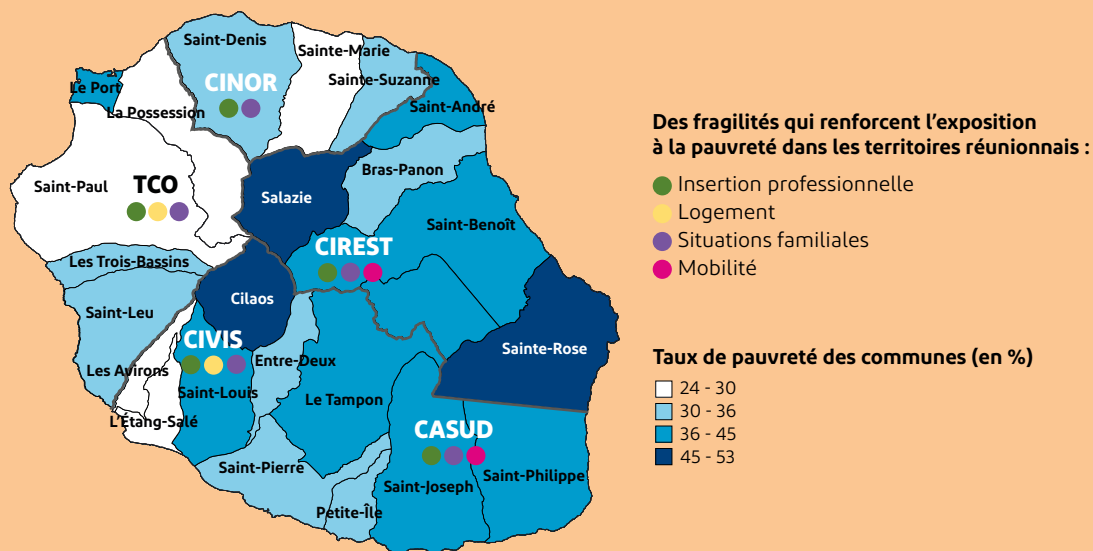 Saint-Denis
Sainte-Marie
CINOR
Sainte-Suzanne
Le Port
La Possession
Saint-André
Saint-Paul
TCO
Salazie
Bras-Panon
Saint-Benoît
CIREST
Les Trois-Bassins
Cilaos
Saint-Leu
CIVIS
Entre-Deux
Sainte-Rose
Les Avirons
Saint-Louis
Le Tampon
L'Étang-Salé
CASUD
Saint-Pierre
Saint-Philippe
Saint-Joseph
Petite-Île
Des fragilités qui renforcent l'exposition
à la pauvreté dans les territoires réunionnais :
Insertion professionnelle
Logement
Situations familiales
Mobilité
Taux de pauvreté des communes (en %)
24 - 30
30 - 36
36 - 45
45 - 53